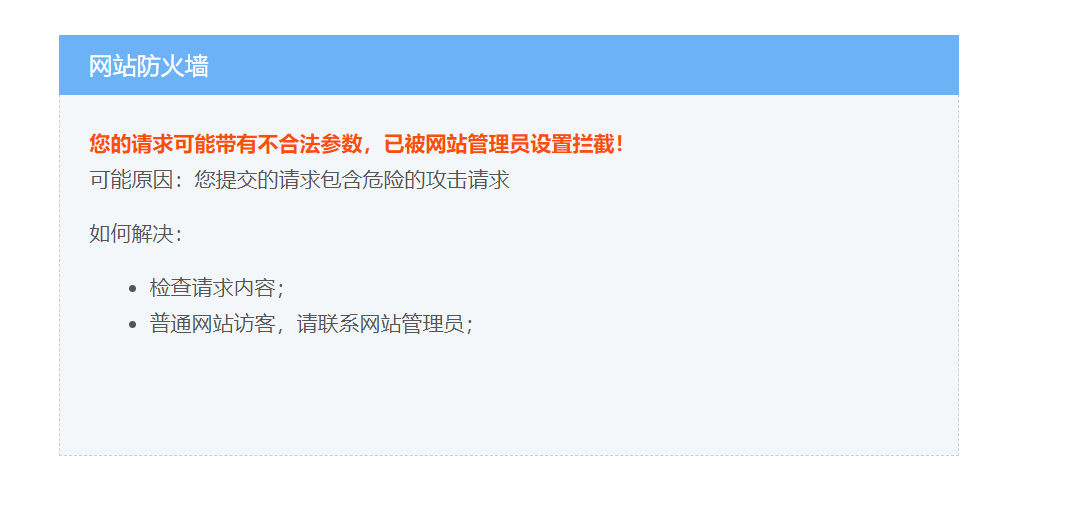 网站防火墙
您的请求可能带有不合法参数，已被网站管理员设置拦截！
可能原因：您提交的请求包含危险的攻击请求
如何解决：
• 检查请求内容；
• 普通网站访客，请联系网站管理员；